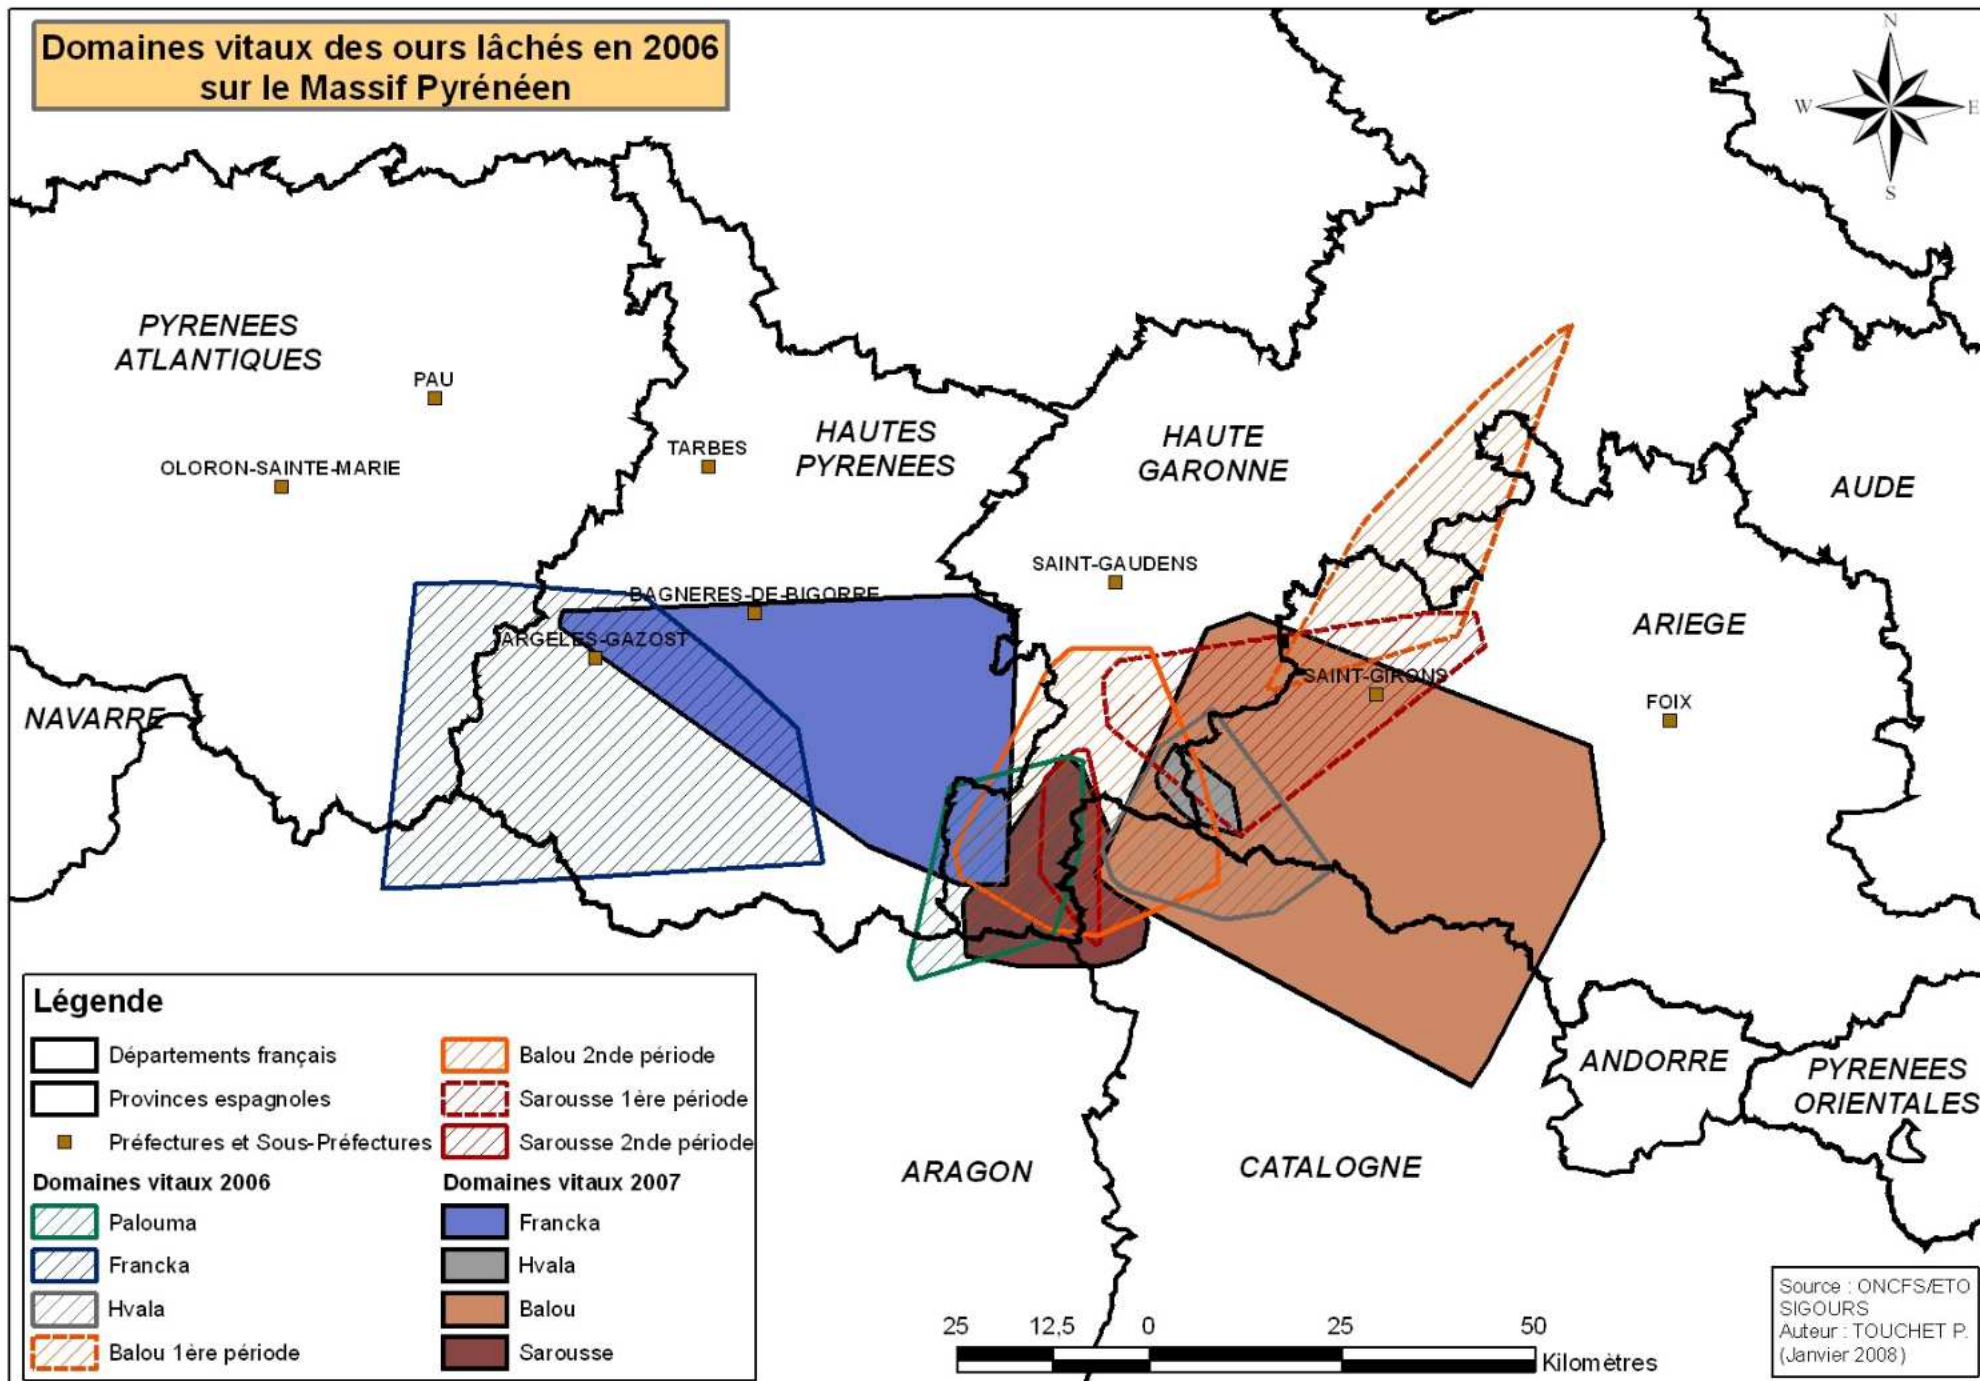 Domaines vitaux des ours lâchés en 2006
sur le Massif Pyrénéen
N
W
E
S
PYRENEES
ATLANTIQUES
PAU
OLORON-SAINTE-MARIE
TARBES
HAUTES
PYRENEES
HAUTE
GARONNE
AUDE
SAINT-GAUDENS
BAGNERES-DE-BIGORRE
ARGELES-GAZOST
ARIEGE
SAINT-GIRONS
FOIX
NAVARRE
ANDORRE
PYRENEES
ORIENTALES
ARAGON
CATALOGNE
Légende
Départements français
Provinces espagnoles
Préfectures et Sous-Préfectures
Domaines vitaux 2006
Palouma
Francka
Hvala
Balou 1ère période
Balou 2nde période
Sarousse 1ère période
Sarousse 2nde période
Domaines vitaux 2007
Francka
Hvala
Balou
Sarousse
25 12,5 0 25 50
Kilomètres
Source : ONCFS/ETO
SIGOURS
Auteur : TOUCHET P.
(Janvier 2008)